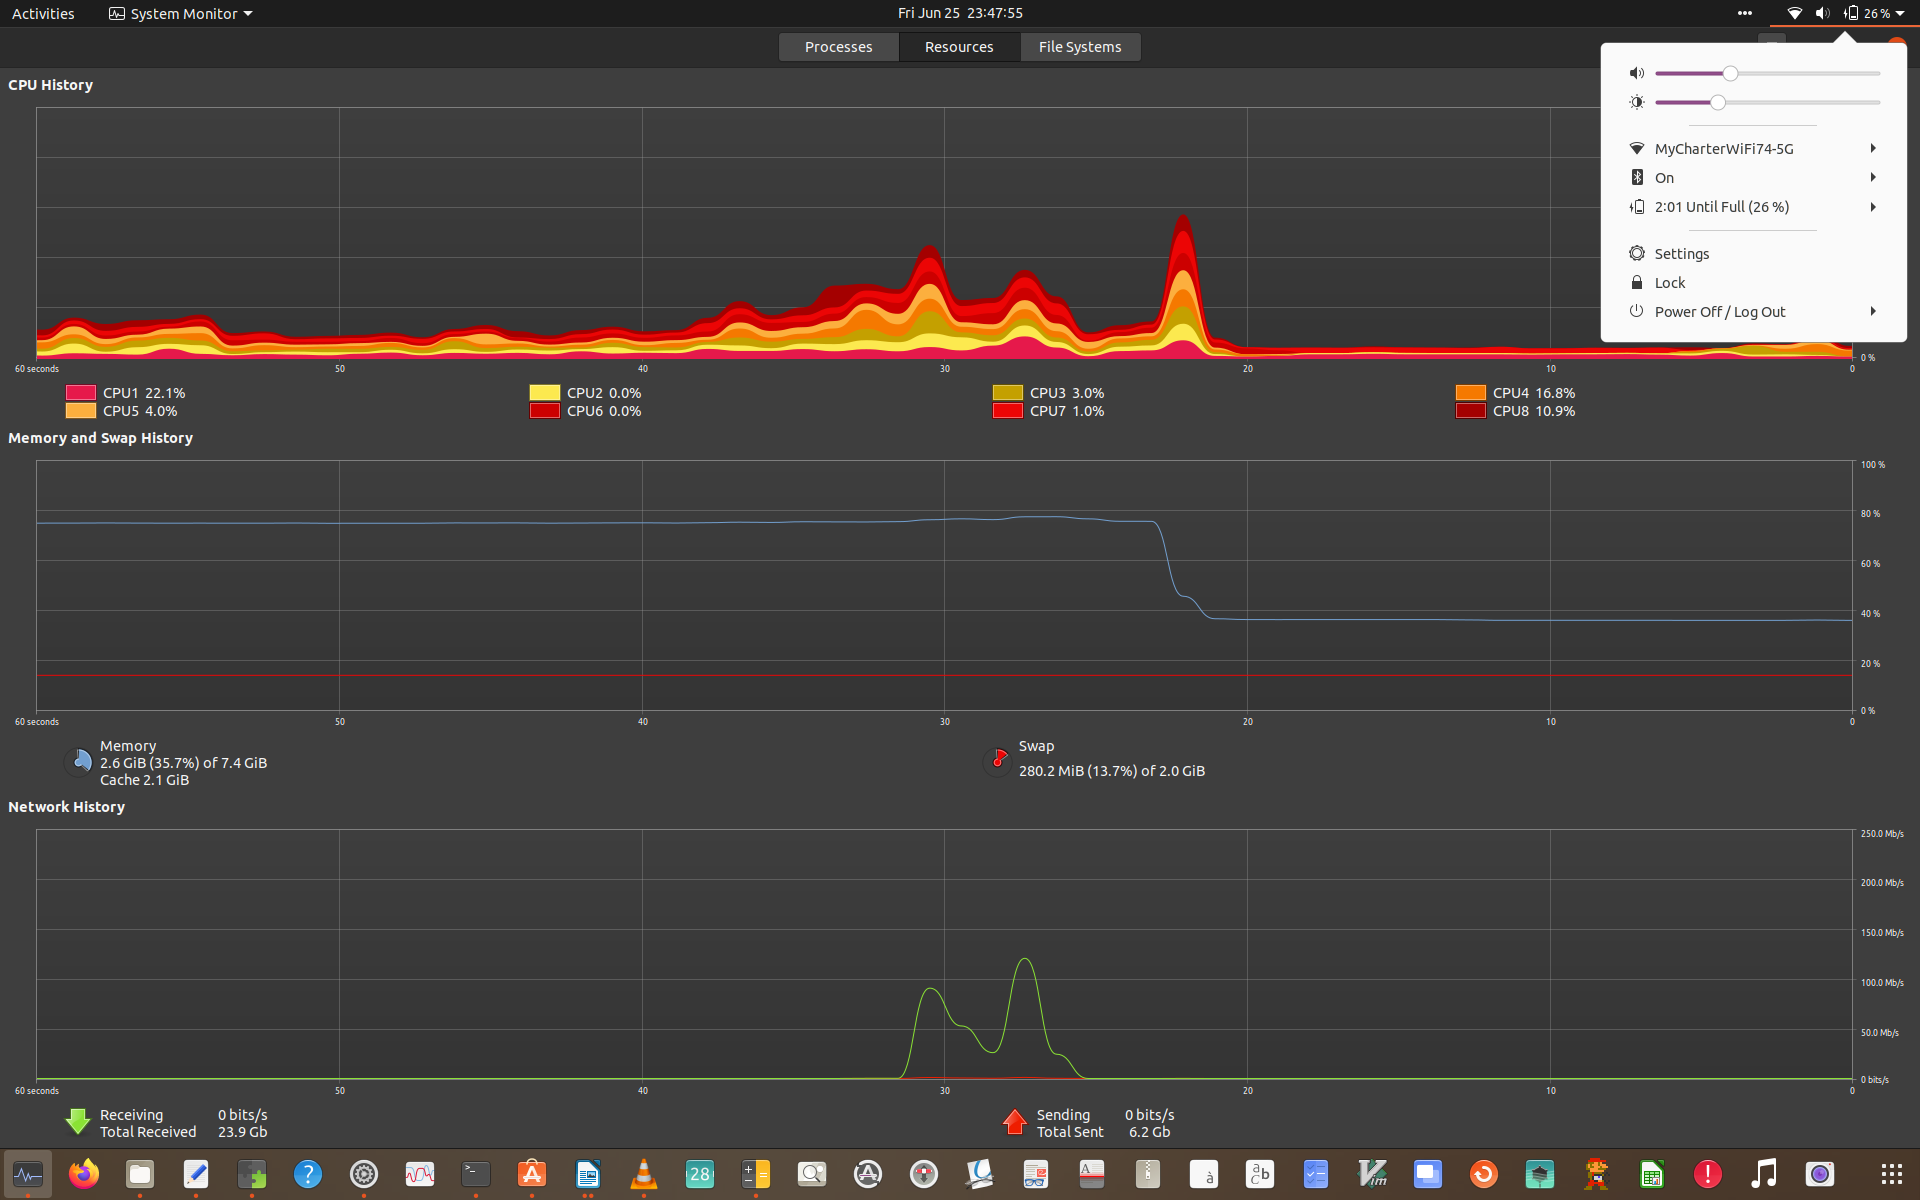 Activities
System Monitor
Fri Jun 25 23:47:55
26 %
Processes
Resources
File Systems
MyCharterWiFi74-5G
On
2:01 Until Full (26 %)
Settings
Lock
Power Off / Log Out
CPU History
0 %
60 seconds 50 40 30 20 10 0
CPU1 22.1% CPU2 0.0% CPU3 3.0% CPU4 16.8%
CPU5 4.0% CPU6 0.0% CPU7 1.0% CPU8 10.9%
Memory and Swap History
100 %
80 %
60 %
40 %
20 %
0 %
60 seconds 50 40 30 20 10 0
Memory
2.6 GiB (35.7%) of 7.4 GiB
Cache 2.1 GiB
Swap
280.2 MiB (13.7%) of 2.0 GiB
Network History
250.0 Mb/s
200.0 Mb/s
150.0 Mb/s
100.0 Mb/s
50.0 Mb/s
0 bits/s
60 seconds 50 40 30 20 10 0
Receiving 0 bits/s
Total Received 23.9 Gb
Sending 0 bits/s
Total Sent 6.2 Gb
?
>_
A
28
A
à
a b c
Vim
!